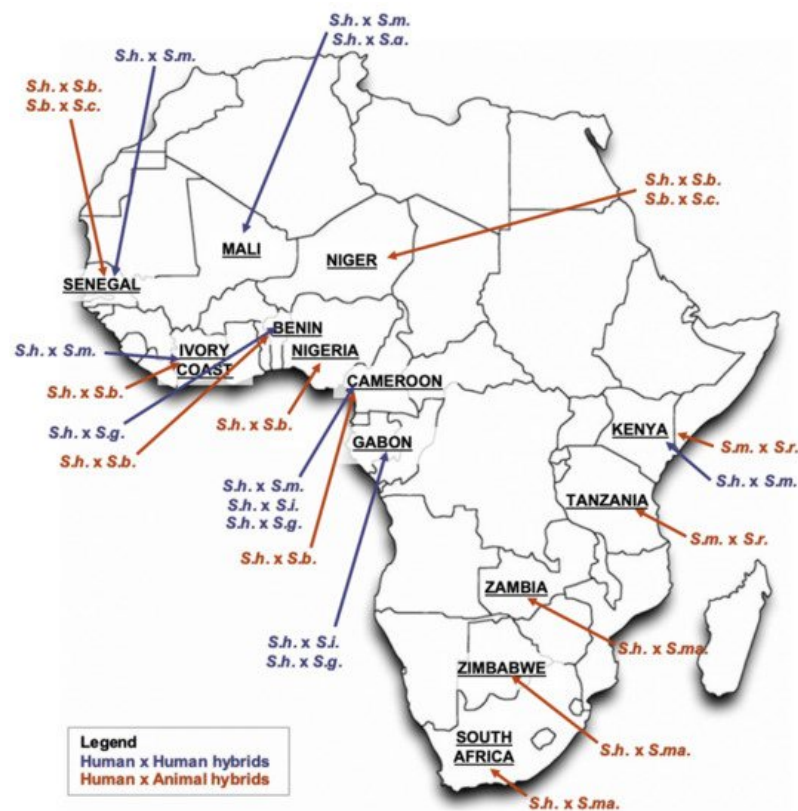 S.h. x S.m.
S.h. x S.a.
S.h. x S.m.
S.h. x S.b.
S.b. x S.c.
S.h. x S.b.
S.b. x S.c.
MALI
NIGER
SENEGAL
BENIN
S.h. x S.m.
IVORY
COAST
NIGERIA
CAMEROON
S.h. x S.b.
S.h. x S.b.
S.h. x S.g.
S.h. x S.b.
GABON
KENYA
S.m. x S.r.
S.h. x S.m.
S.h. x S.m.
S.h. x S.i.
S.h. x S.g.
TANZANIA
S.m. x S.r.
S.h. x S.b.
ZAMBIA
S.h. x S.i.
S.h. x S.g.
S.h. x S.ma.
ZIMBABWE
SOUTH
AFRICA
S.h. x S.ma.
S.h. x S.ma.
Legend
Human x Human hybrids
Human x Animal hybrids